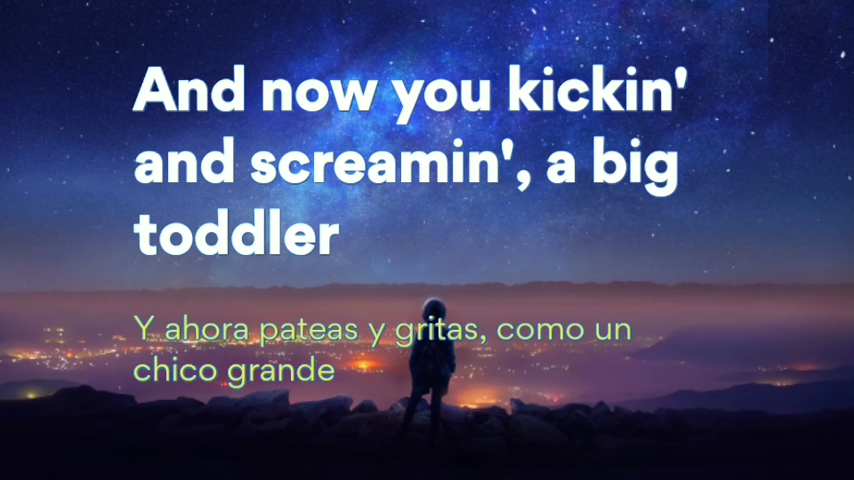 And now you kickin'
and screamin', a big
toddler
Y ahora pateas y gritas, como un
chico grande